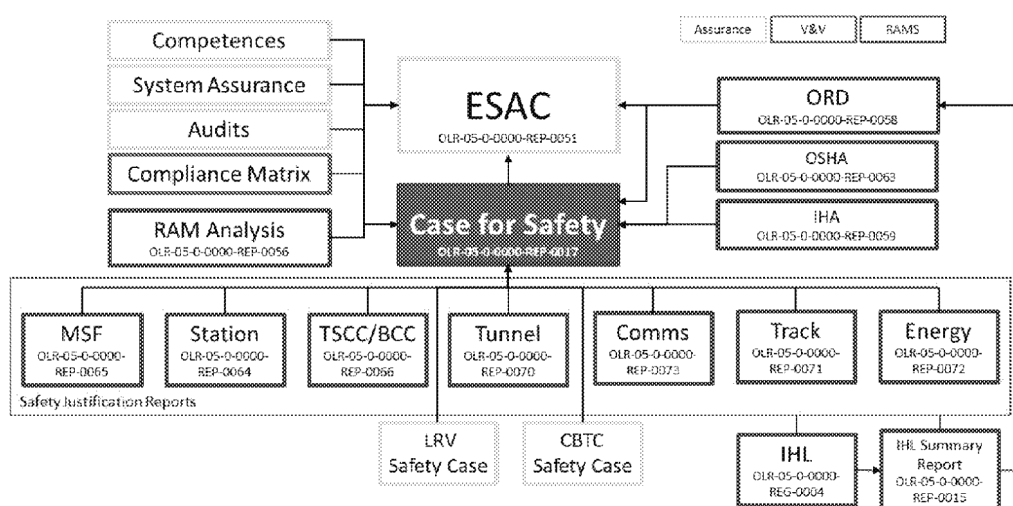 Assurance
V&V
RAMS
Competences
System Assurance
Audits
Compliance Matrix
RAM Analysis
OLR-05-0-0000-REP-0056
ESAC
OLR-05-0-0000-REP-0051
Case for Safety
OLR-05-0-0000-REP-0017
ORD
OLR-05-0-0000-REP-0058
OSHA
OLR-05-0-0000-REP-0063
IHA
OLR-05-0-0000-REP-0059
MSF
OLR-05-0-0000-
REP-0065
Station
OLR-05-0-0000-
REP-0064
TSCC/BCC
OLR-05-0-0000-
REP-0066
Tunnel
OLR-05-0-0000-
REP-0070
Comms
OLR-05-0-0000-
REP-0073
Track
OLR-05-0-0000-
REP-0071
Energy
OLR-05-0-0000-
REP-0072
Safety Justification Reports
LRV
Safety Case
CBTC
Safety Case
IHL
OLR-05-0-0000-
REG-0004
IHL Summary
Report
OLR-05-0-0000-
REP-0015